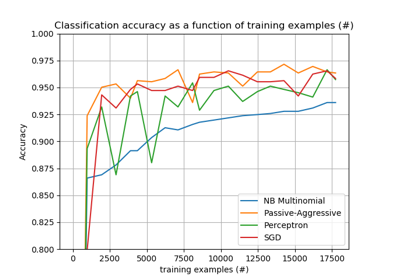 Classification accuracy as a function of training examples (#)
1.000
0.975
0.950
0.925
0.900
0.875
0.850
0.825
0.800
Accuracy
NB Multinomial
Passive-Aggressive
Perceptron
SGD
0 2500 5000 7500 10000 12500 15000 17500
training examples (#)